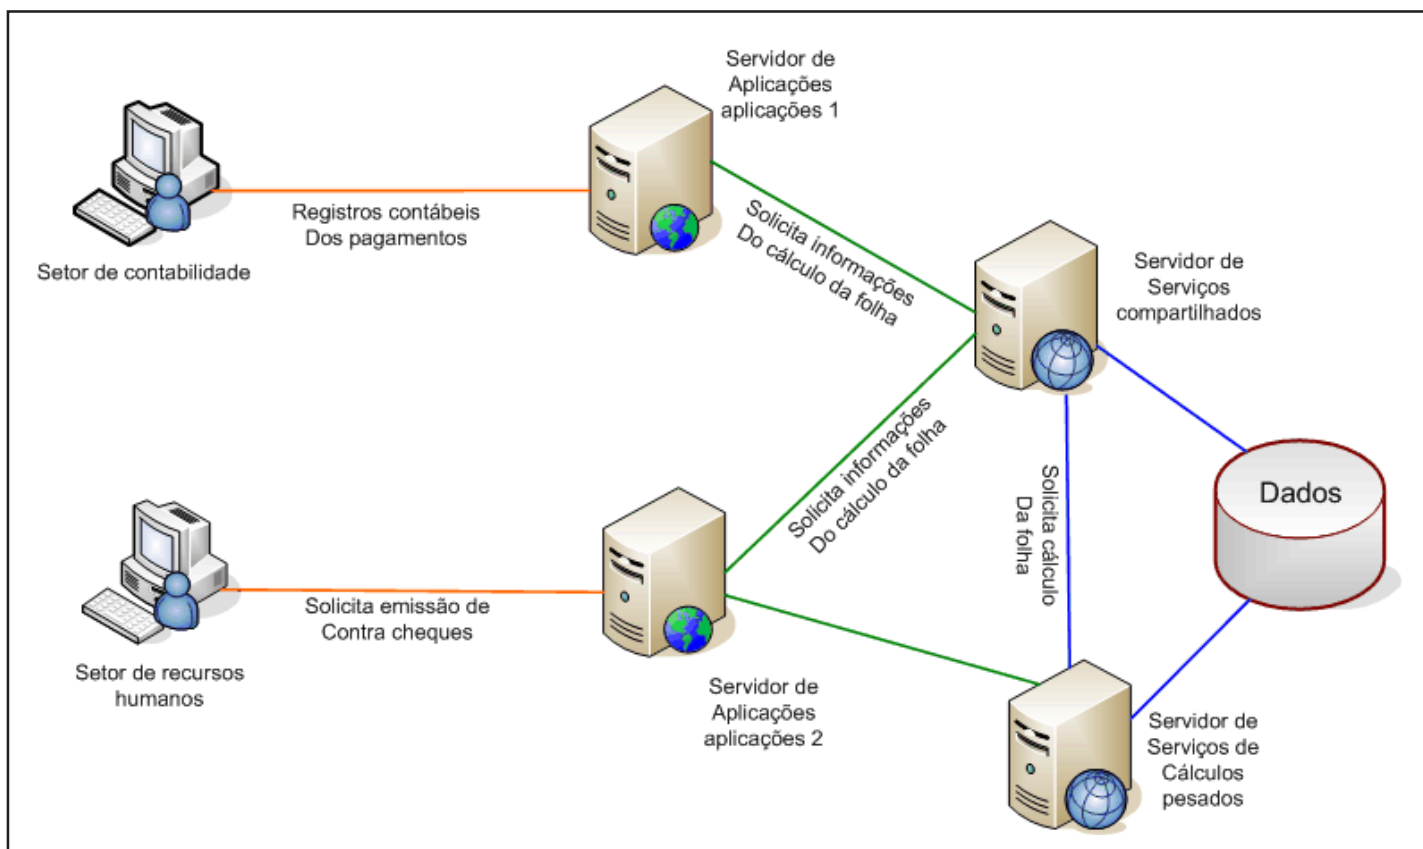 Servidor de
Aplicações
aplicações 1
Registros contábeis
Dos pagamentos
Setor de contabilidade
Solicita informações
Do cálculo da folha
Servidor de
Serviços
compartilhados
Solicita informações
Do cálculo da folha
Solicita cálculo
Da folha
Dados
Solicita emissão de
Contra cheques
Setor de recursos
humanos
Servidor de
Aplicações
aplicações 2
Servidor de
Serviços de
Cálculos
pesados